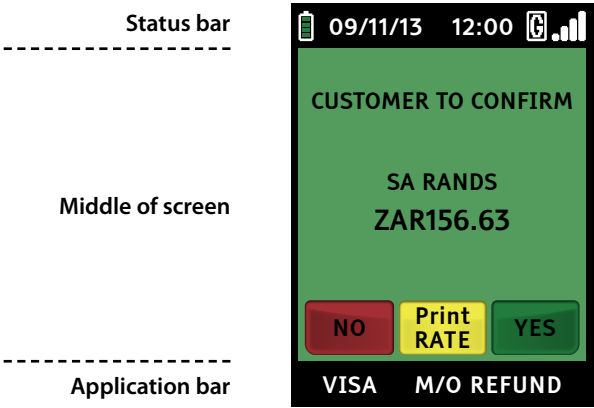 Status bar
09/11/13 12:00 G
CUSTOMER TO CONFIRM
SA RANDS
Middle of screen
ZAR156.63
NO
Print
RATE
YES
Application bar
VISA M/O REFUND